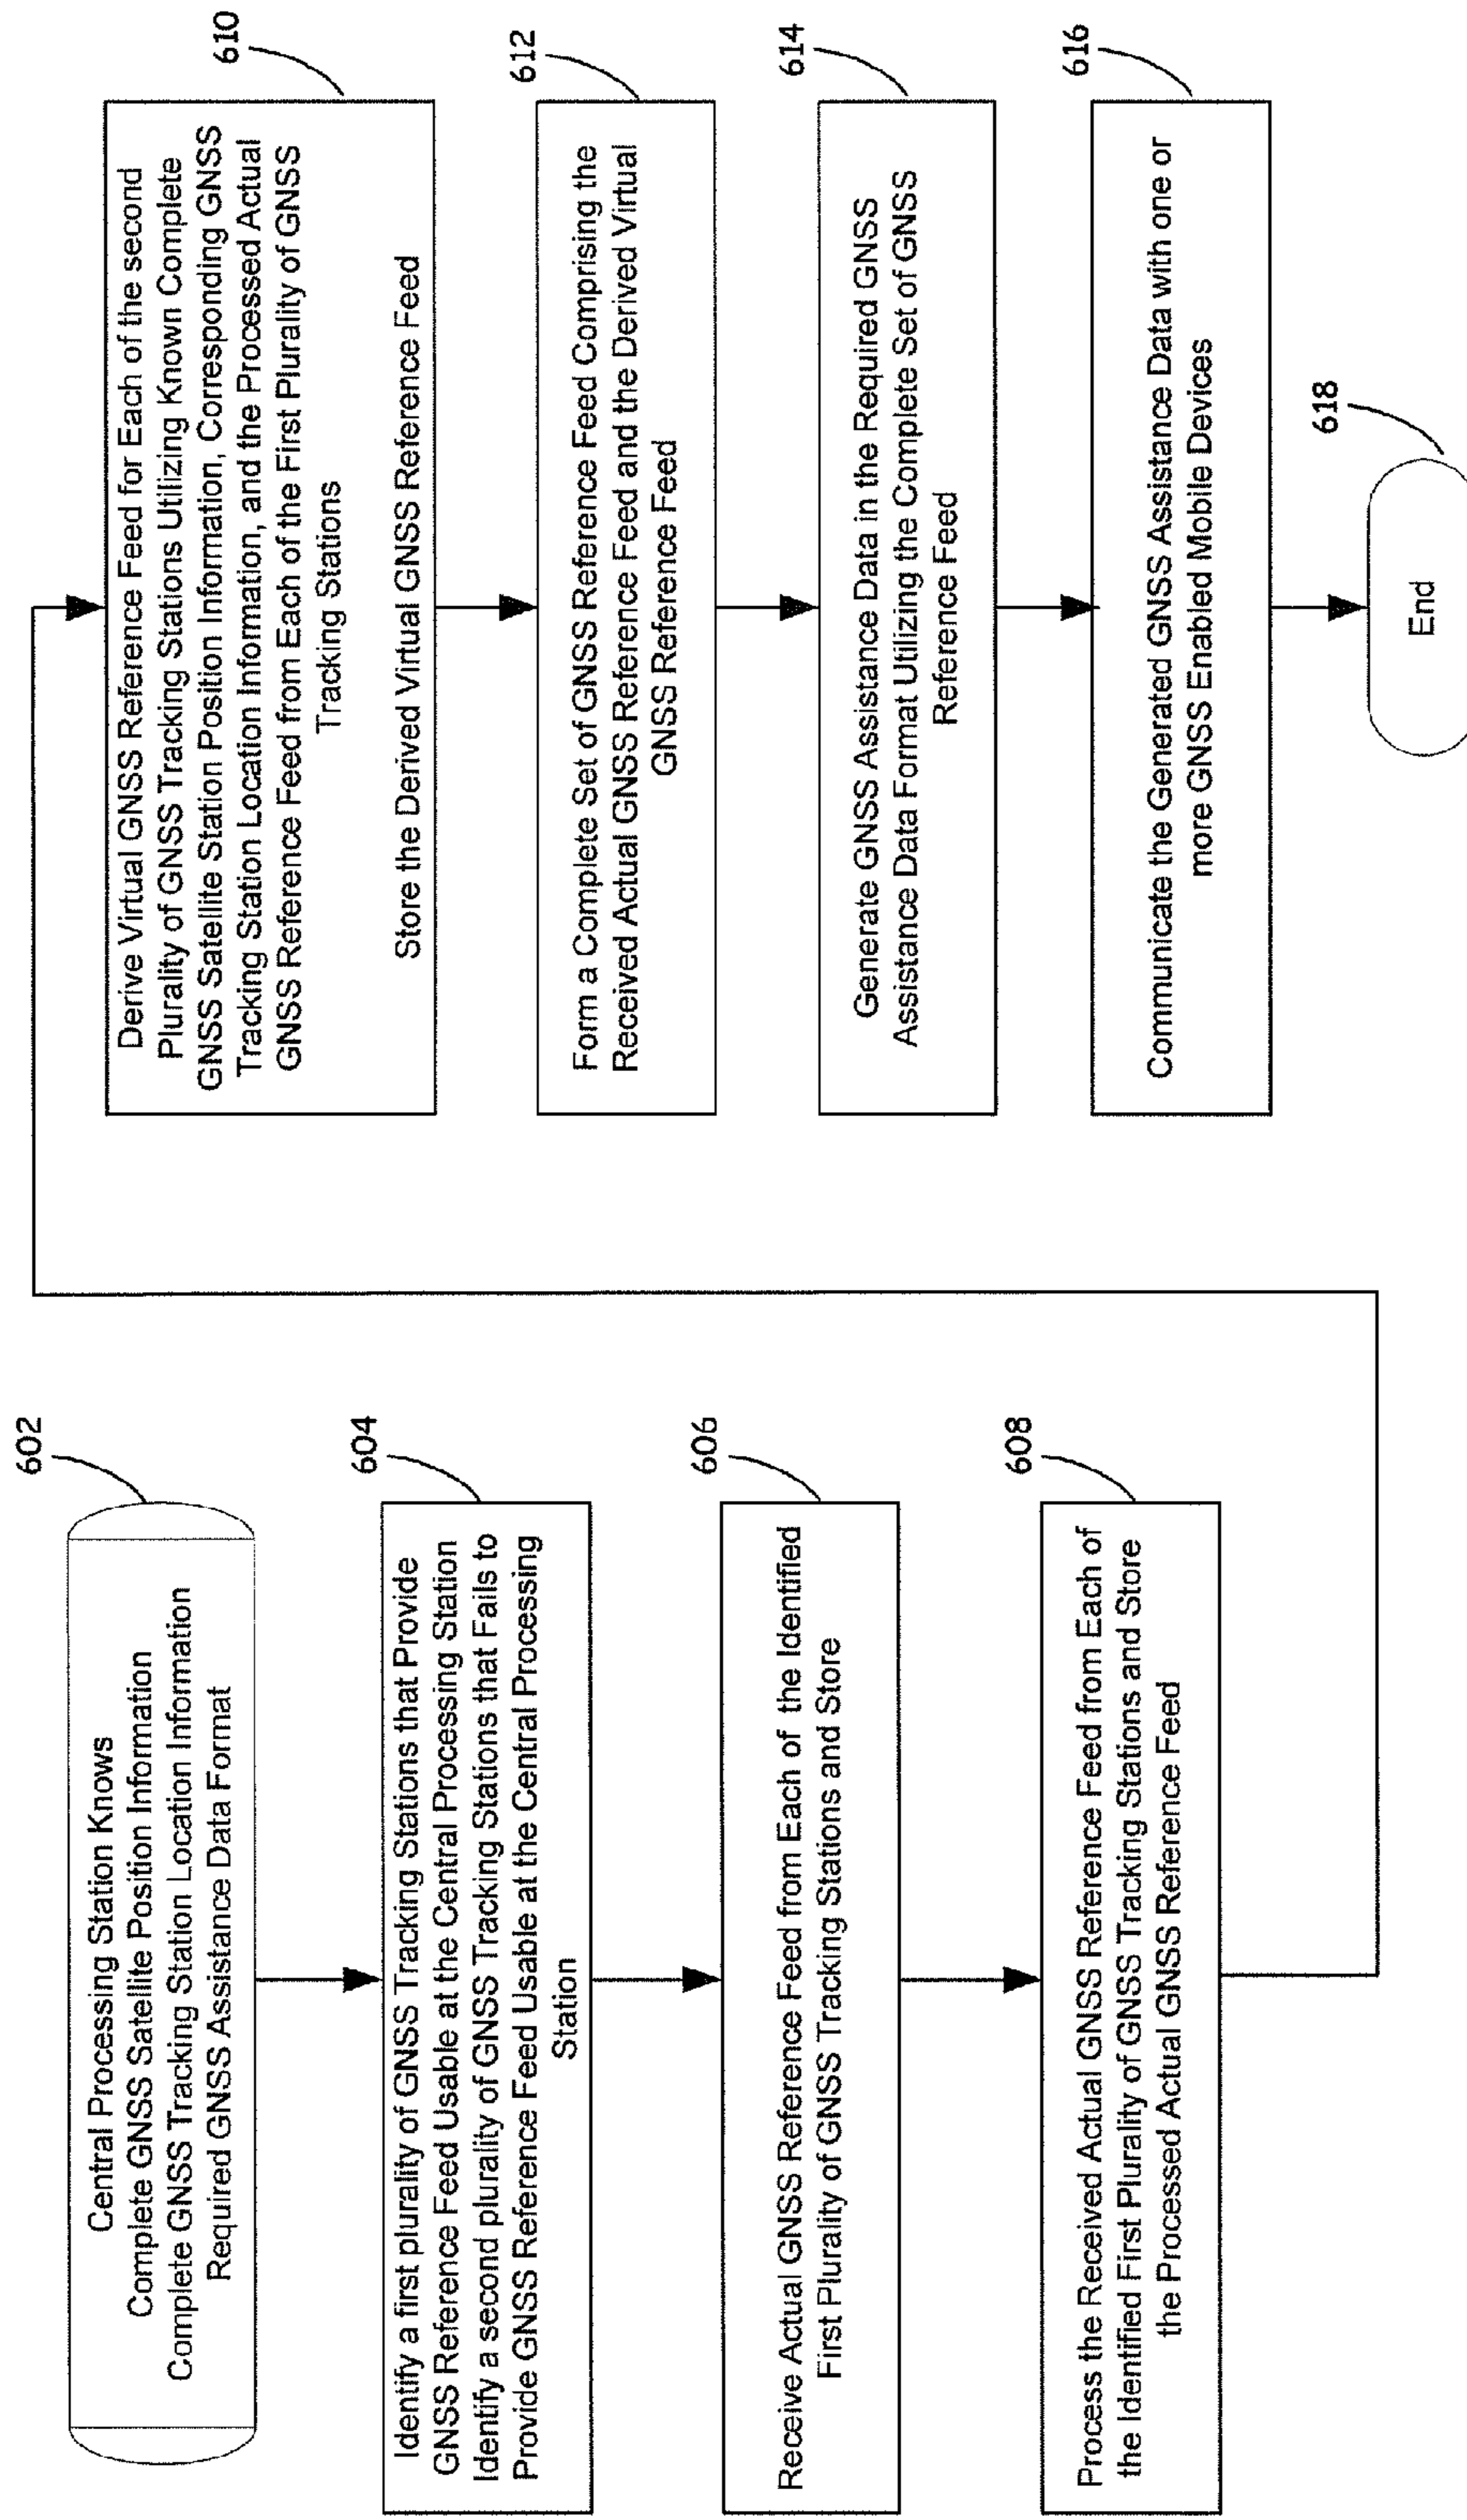 602
Central Processing Station Knows
Complete GNSS Satellite Position Information
Complete GNSS Tracking Station Location Information
Required GNSS Assistance Data Format
604
Identify a first plurality of GNSS Tracking Stations that Provide
GNSS Reference Feed Usable at the Central Processing Station
Identify a second plurality of GNSS Tracking Stations that Fails to
Provide GNSS Reference Feed Usable at the Central Processing
Station
606
Receive Actual GNSS Reference Feed from Each of the Identified
First Plurality of GNSS Tracking Stations and Store
608
Process the Received Actual GNSS Reference Feed from Each of
the Identified First Plurality of GNSS Tracking Stations and Store
the Processed Actual GNSS Reference Feed
610
Derive Virtual GNSS Reference Feed for Each of the second
Plurality of GNSS Tracking Stations Utilizing Known Complete
GNSS Satellite Station Position Information, Corresponding GNSS
Tracking Station Location Information, and the Processed Actual
GNSS Reference Feed from Each of the First Plurality of GNSS
Tracking Stations
Store the Derived Virtual GNSS Reference Feed
612
Form a Complete Set of GNSS Reference Feed Comprising the
Received Actual GNSS Reference Feed and the Derived Virtual
GNSS Reference Feed
614
Generate GNSS Assistance Data in the Required GNSS
Assistance Data Format Utilizing the Complete Set of GNSS
Reference Feed
616
Communicate the Generated GNSS Assistance Data with one or
more GNSS Enabled Mobile Devices
618
End